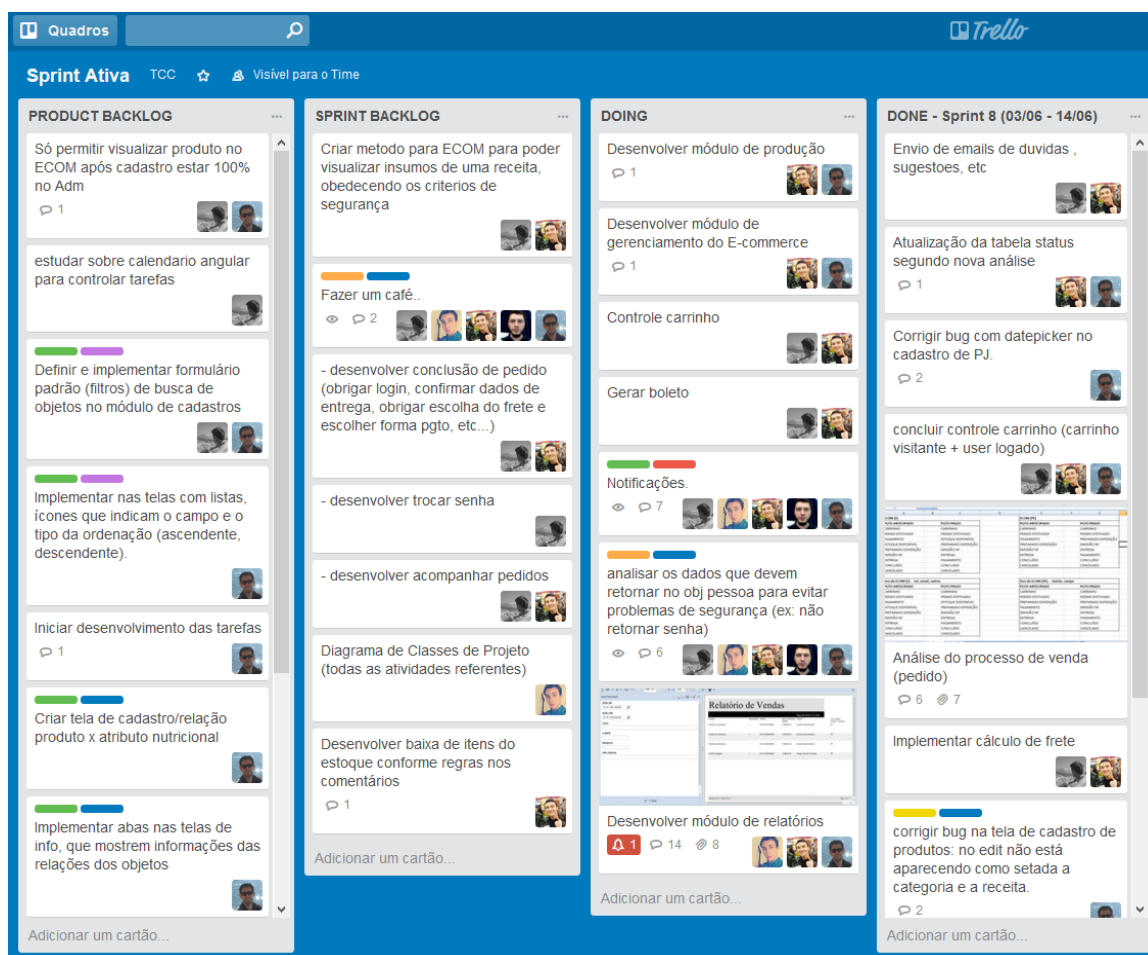 Quadros
Trello
Sprint Ativa TCC Visível para o Time
PRODUCT BACKLOG
Só permitir visualizar produto no
ECOM após cadastro estar 100%
no Adm
1
estudar sobre calendario angular
para controlar tarefas
Definir e implementar formulário
padrão (filtros) de busca de
objetos no módulo de cadastros
Implementar nas telas com listas,
ícones que indicam o campo e o
tipo da ordenação (ascendente,
descendente).
Iniciar desenvolvimento das tarefas
1
Criar tela de cadastro/relação
produto x atributo nutricional
Implementar abas nas telas de
info, que mostrem informações das
relações dos objetos
Adicionar um cartão...
SPRINT BACKLOG
Criar metodo para ECOM para poder
visualizar insumos de uma receita,
obedecendo os criterios de
segurança
Fazer um café..
2
- desenvolver conclusão de pedido
(obrigar login, confirmar dados de
entrega, obrigar escolha do frete e
escolher forma pgto, etc...)
- desenvolver trocar senha
- desenvolver acompanhar pedidos
Diagrama de Classes de Projeto
(todas as atividades referentes)
Desenvolver baixa de itens do
estoque conforme regras nos
comentários
1
Adicionar um cartão...
DOING
Desenvolver módulo de produção
1
Desenvolver módulo de
gerenciamento do E-commerce
1
Controle carrinho
Gerar boleto
Notificações.
7
analisar os dados que devem
retornar no obj pessoa para evitar
problemas de segurança (ex: não
retornar senha)
6
Relatório de Vendas
Desenvolver módulo de relatórios
1 14 8
Adicionar um cartão...
DONE - Sprint 8 (03/06 - 14/06)
Envio de emails de duvidas ,
sugestoes, etc
Atualização da tabela status
segundo nova análise
1
Corrigir bug com datepicker no
cadastro de PJ.
2
concluir controle carrinho (carrinho
visitante + user logado)
Análise do processo de venda
(pedido)
6 7
Implementar cálculo de frete
corrigir bug na tela de cadastro de
produtos: no edit não está
aparecendo como setada a
categoria e a receita.
2
Adicionar um cartão...